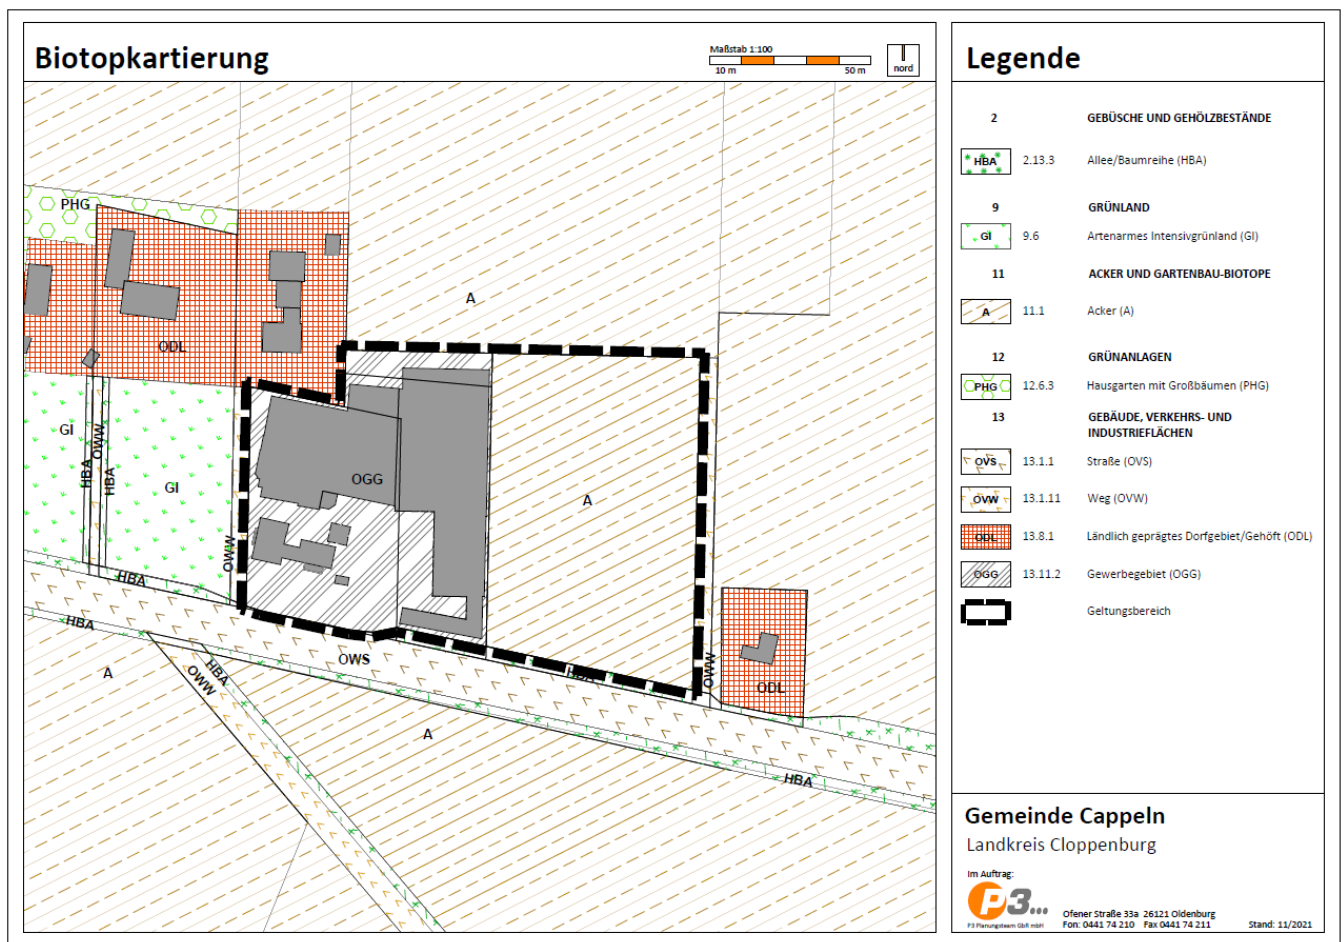 Biotopkartierung
Maßstab 1:100
10 m
50 m
nord
PHG
A
ODL
GI
OWW
HBA
HBA
GI
OGG
A
OWW
HBA
HBA
OWS
HBA
OWW
A
HBA
OWW
ODL
A
HBA
Legende
2 GEBÜSCHE UND GEHÖLZBESTÄNDE
HBA 2.13.3 Allee/Baumreihe (HBA)
9 GRÜNLAND
GI 9.6 Artenarmes Intensivgrünland (GI)
11 ACKER UND GARTENBAU-BIOTOPE
A 11.1 Acker (A)
12 GRÜNANLAGEN
PHG 12.6.3 Hausgarten mit Großbäumen (PHG)
13 GEBÄUDE, VERKEHRS- UND
INDUSTRIEFLÄCHEN
OVS 13.1.1 Straße (OVS)
OVW 13.1.11 Weg (OVW)
ODL 13.8.1 Ländlich geprägtes Dorfgebiet/Gehöft (ODL)
OGG 13.11.2 Gewerbegebiet (OGG)
Geltungsbereich
Gemeinde Cappeln
Landkreis Cloppenburg
Im Auftrag:
P3...
P3 Planungsteam GbR mbH
Ofener Straße 33a 26121 Oldenburg
Fon: 0441 74 210 Fax 0441 74 211
Stand: 11/2021